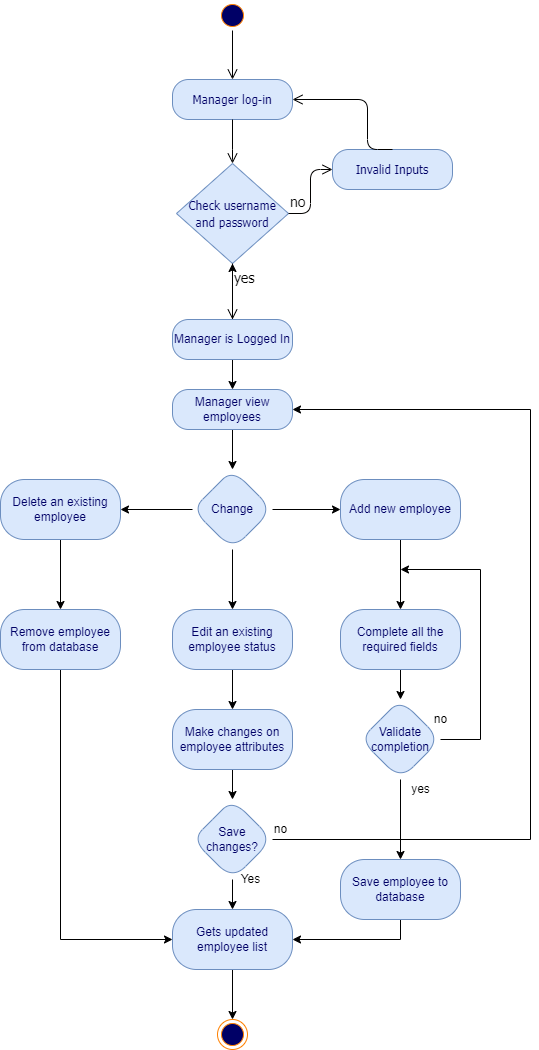 Manager log-in
Invalid Inputs
Check username
and password
no
yes
Manager is Logged In
Manager view
employees
Delete an existing
employee
Change
Add new employee
Remove employee
from database
Edit an existing
employee status
Complete all the
required fields
Make changes on
employee attributes
Validate
completion
no
yes
Save
changes?
no
Yes
Save employee to
database
Gets updated
employee list